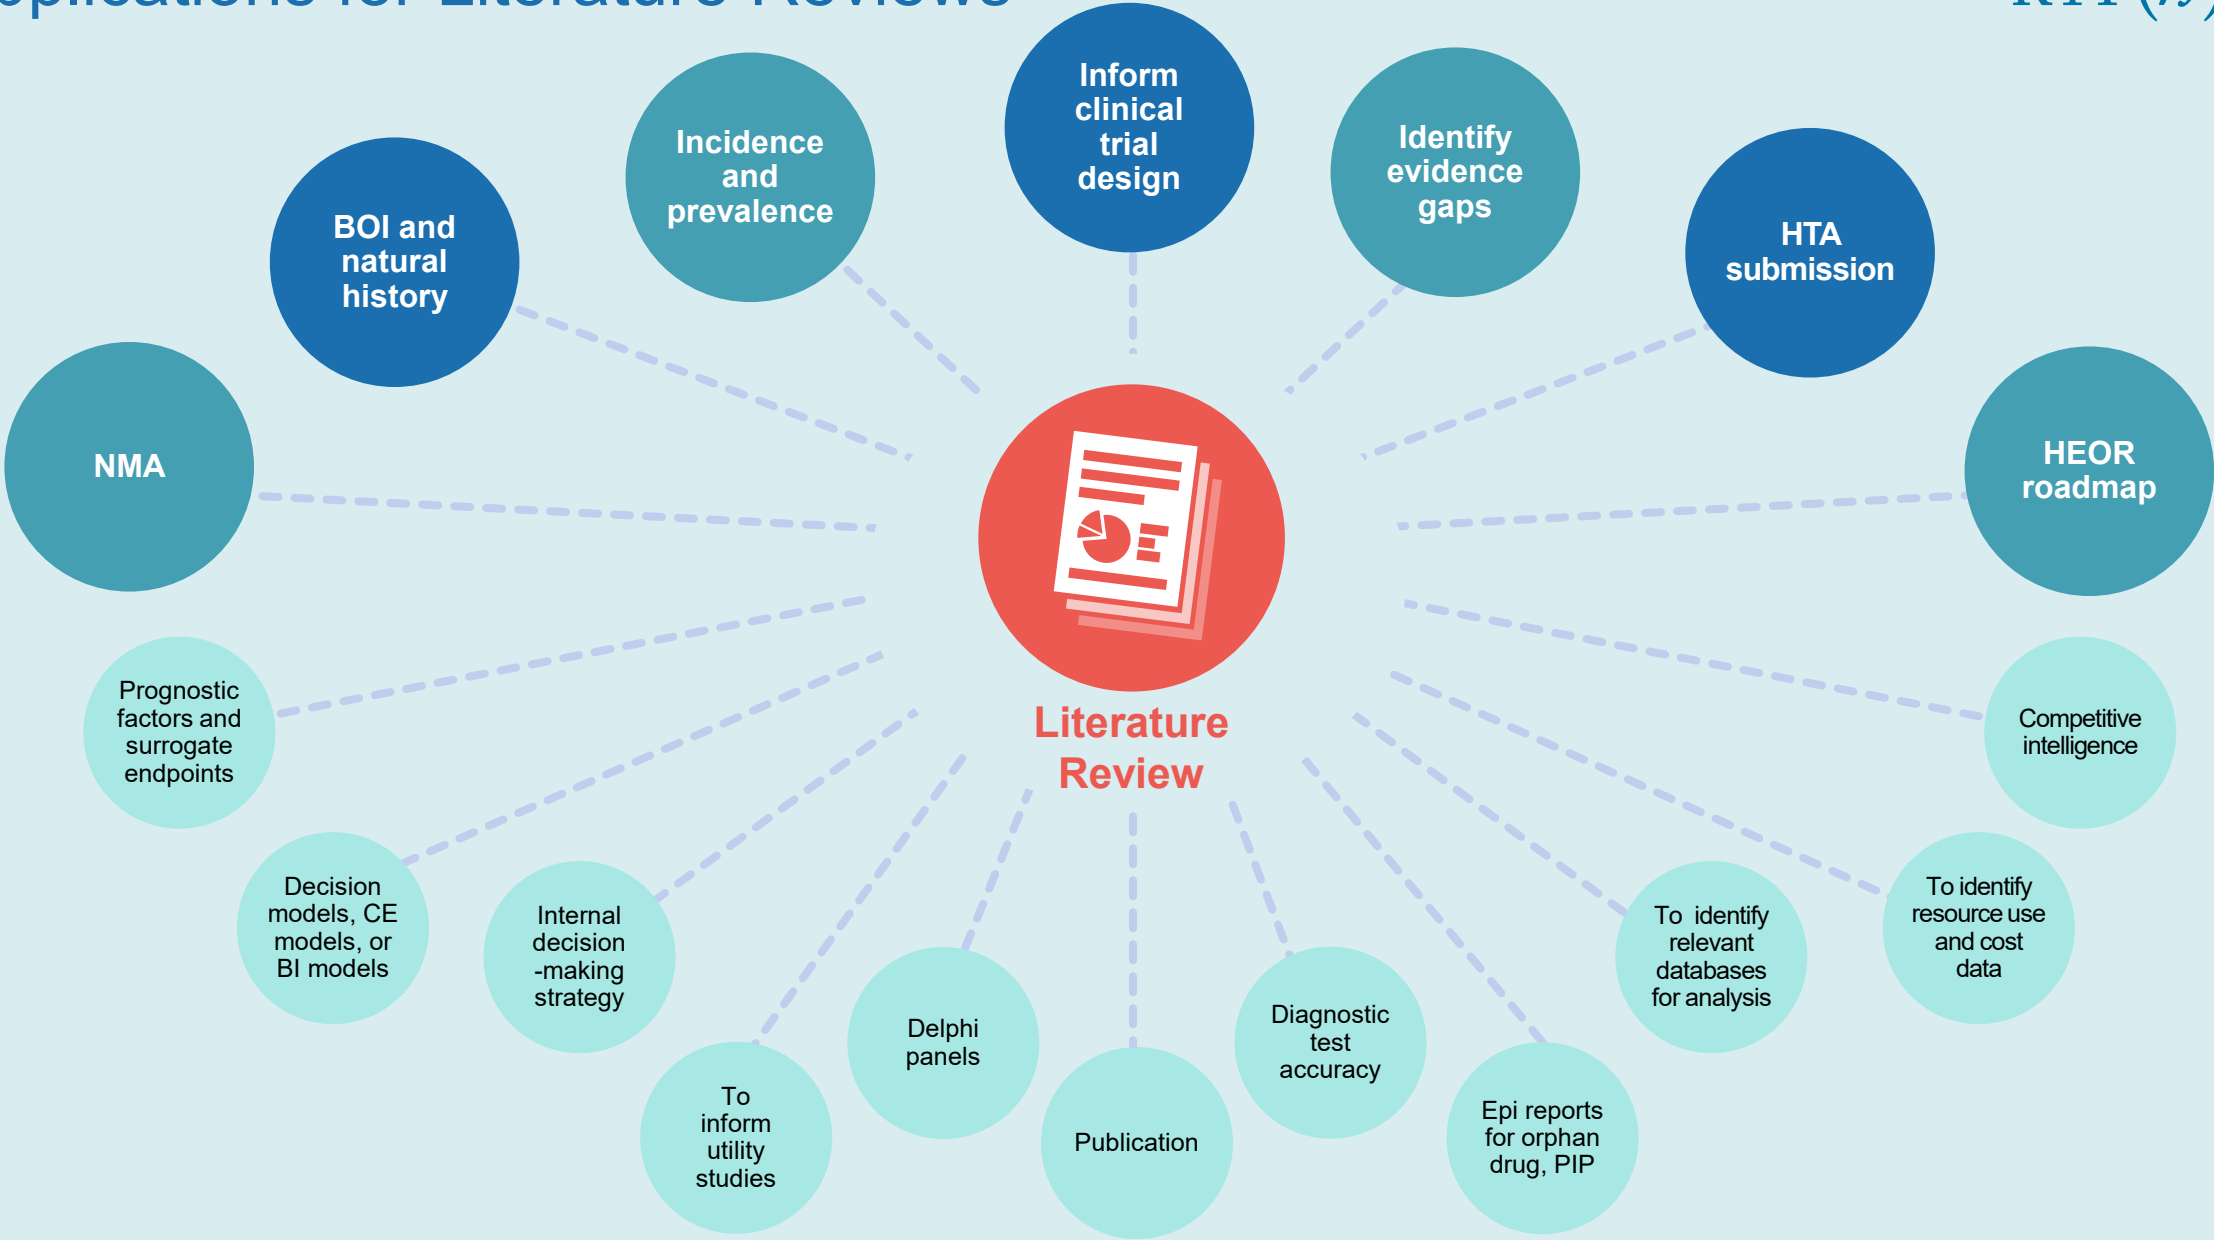 for Literature Reviews
Inform
clinical
trial
design
Incidence
and
prevalence
Identify
evidence
gaps
BOI and
natural
history
HTA
submission
NMA
HEOR
roadmap
Literature
Review
Prognostic
factors and
surrogate
endpoints
Competitive
intelligence
Decision
models, CE
models, or
BI models
Internal
decision
-making
strategy
To identify
relevant
databases
for analysis
To identify
resource use
and cost
data
To
inform
utility
studies
Delphi
panels
Publication
Diagnostic
test
accuracy
Epi reports
for orphan
drug, PIP